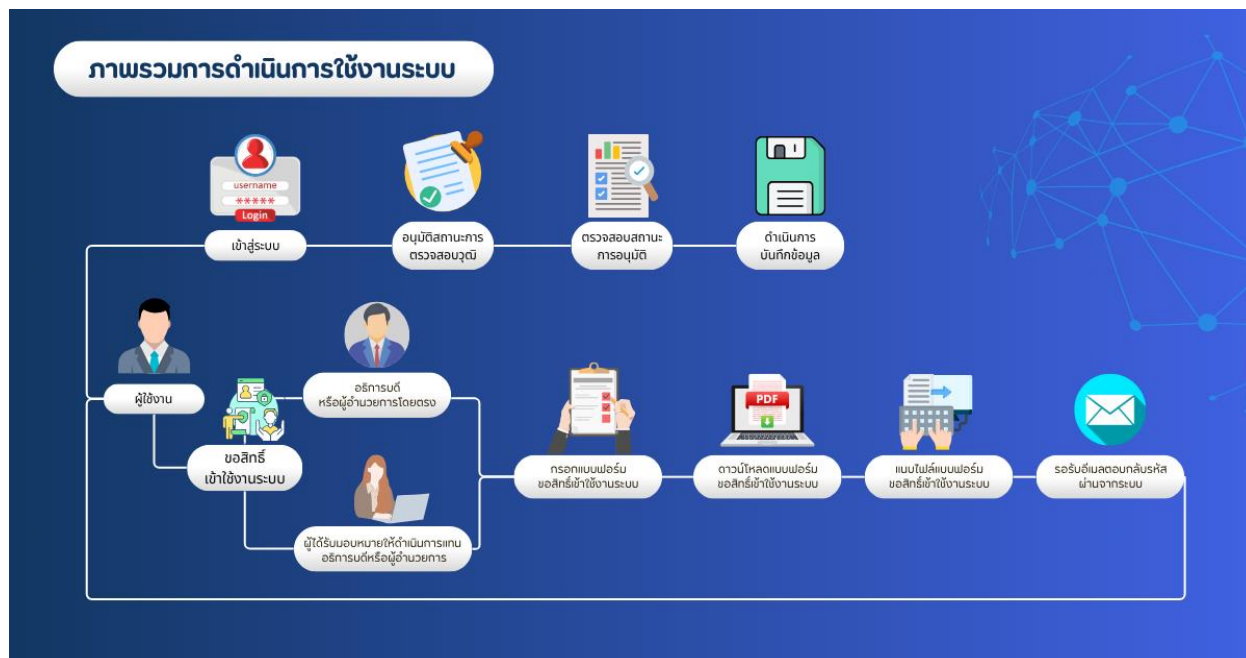 ภาพรวมการดำเนินการใช้งานระบบ
username
*****
Login
เข้าสู่ระบบ
อนุมัติสถานะการ
ตรวจสอบวุฒิ
ตรวจสอบสถานะ
การอนุมัติ
ดำเนินการ
บันทึกข้อมูล
ผู้ใช้งาน
ขอสิทธิ์
เข้าใช้งานระบบ
อธิการบดี
หรือผู้อำนวยการโดยตรง
ผู้ได้รับมอบหมายให้ดำเนินการแทน
อธิการบดีหรือผู้อำนวยการ
กรอกแบบฟอร์ม
ขอสิทธิ์เข้าใช้งานระบบ
PDF
ดาวน์โหลดแบบฟอร์ม
ขอสิทธิ์เข้าใช้งานระบบ
แนบไฟล์แบบฟอร์ม
ขอสิทธิ์เข้าใช้งานระบบ
รอรับอีเมลตอบกลับรหัส
ผ่านจากระบบ